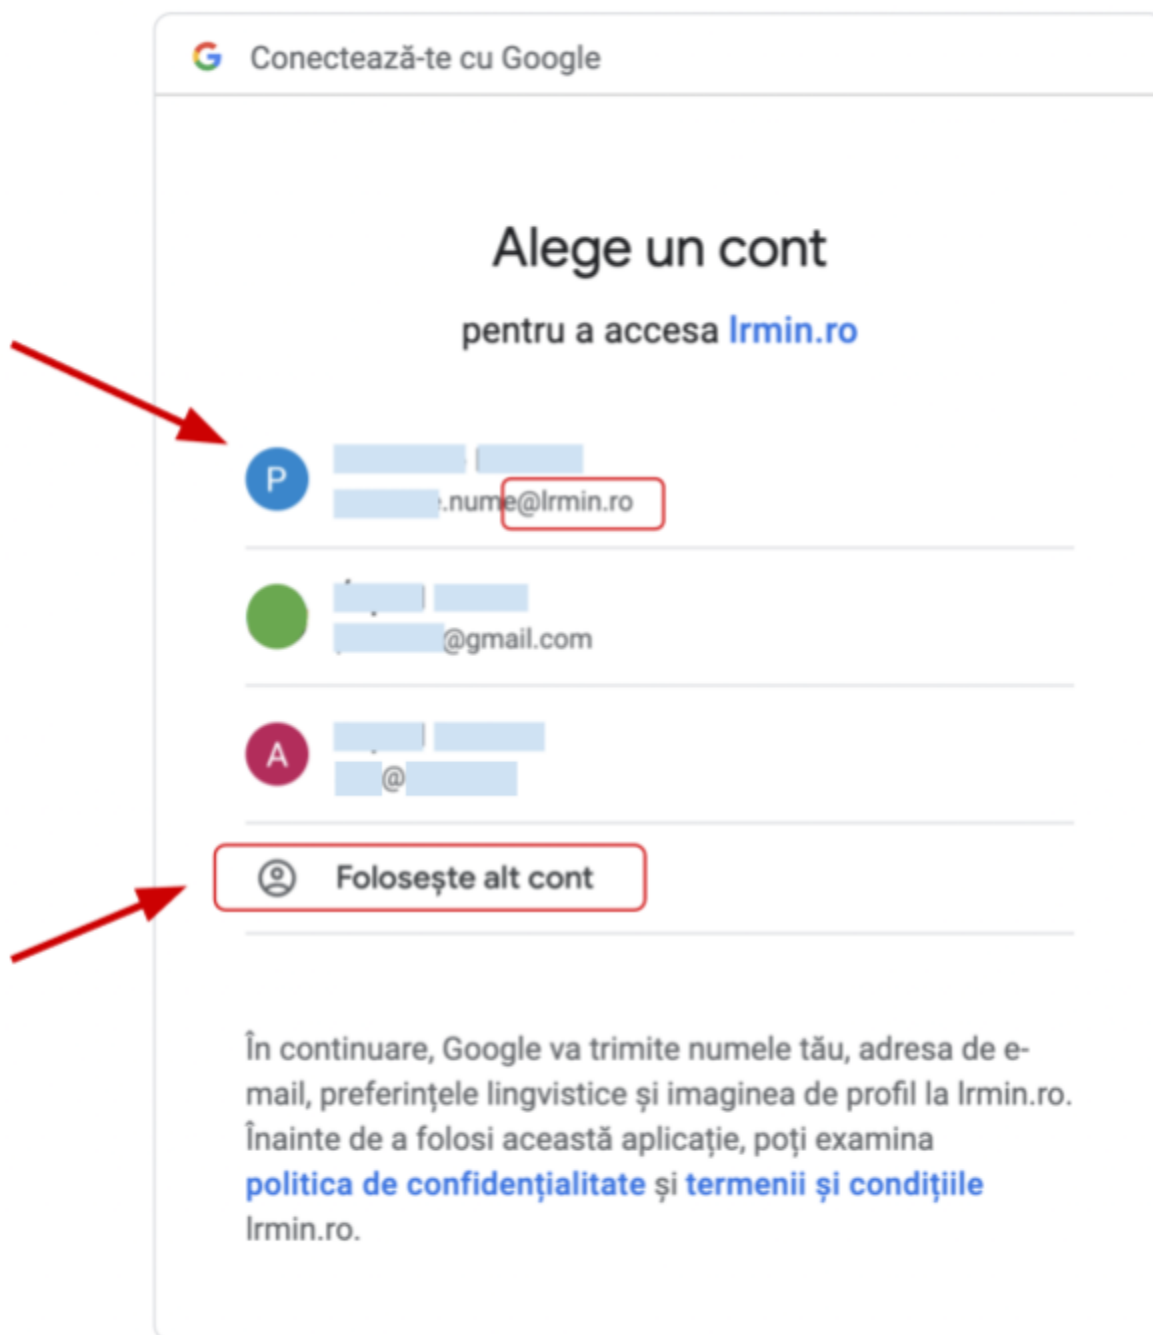 Conectează-te cu Google
Alege un cont
pentru a accesa lrmin.ro
P
.nume@lrmin.ro
@gmail.com
A
@
Folosește alt cont
În continuare, Google va trimite numele tău, adresa de e-
mail, preferințele lingvistice și imaginea de profil la lrmin.ro.
Înainte de a folosi această aplicație, poți examina
politica de confidențialitate și termenii și condițiile
lrmin.ro.